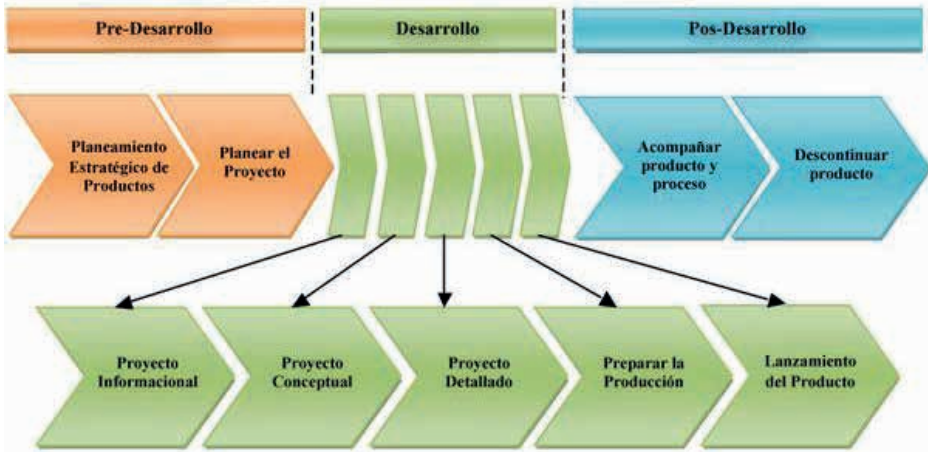 Pre-Desarrollo
Desarrollo
Pos-Desarrollo
Planeamiento
Estratégico de
Productos
Planear el
Proyecto
Acompañar
producto y
proceso
Descontinuar
producto
Proyecto
Informacional
Proyecto
Conceptual
Proyecto
Detallado
Preparar la
Producción
Lanzamiento
del Producto